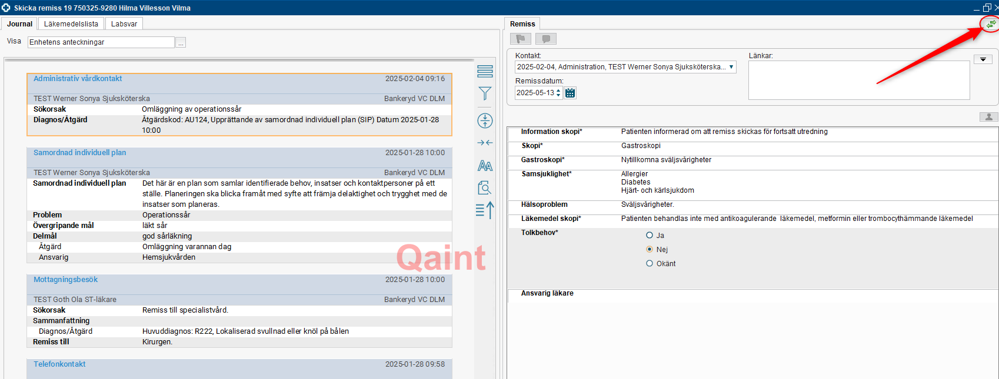 Skicka remiss 19 750325-9280 Hilma Villesson Vilma
Journal Läkemedelslista Labsvar
Visa Enhetens anteckningar ...
Administrativ vårdkontakt 2025-02-04 09:16
TEST Werner Sonya Sjuksköterska Bankeryd VC DLM
Sökorsak Omläggning av operationssår
Diagnos/Åtgärd Åtgärdskod: AU124, Upprättande av samordnad individuell plan (SIP) Datum 2025-01-28
10:00
Samordnad individuell plan 2025-01-28 10:00
TEST Werner Sonya Sjuksköterska Bankeryd VC DLM
Samordnad individuell plan Det här är en plan som samlar identifierade behov, insatser och kontaktpersoner på ett
ställe. Planeringen ska blicka framåt med syfte att främja delaktighet och trygghet med de
insatser som planeras.
Problem Operationssår
Övergripande mål läkt sår
Delmål god sårläkning
Åtgärd Omläggning varannan dag
Ansvarig Hemsjukvården
Mottagningsbesök 2025-01-28 10:00
TEST Goth Ola ST-läkare Bankeryd VC DLM
Sökorsak Remiss till specialistvård.
Sammanfattning
Diagnos/Åtgärd Huvuddiagnos: R222, Lokaliserad svullnad eller knöl på bålen
Remiss till Kirurgen.
Telefonkontakt 2025-01-28 09:58
AA
Qaint
Remiss
Kontakt: Länkar:
2025-02-04, Administration, TEST Werner Sonya Sjuksköterska...
Remissdatum:
2025-05-13
Information skopi* Patienten informerad om att remiss skickas för fortsatt utredning
Skopi* Gastroskopi
Gastroskopi* Nytillkomna sväljsvårigheter
Samsjuklighet* Allergier
Diabetes
Hjärt- och kärlsjukdom
Hälsoproblem Sväljsvårigheter.
Läkemedel skopi* Patienten behandlas inte med antikoagulerande  läkemedel, metformin eller trombocythämmande läkemedel
Tolkbehov* Ja
Nej
Okänt
Ansvarig läkare